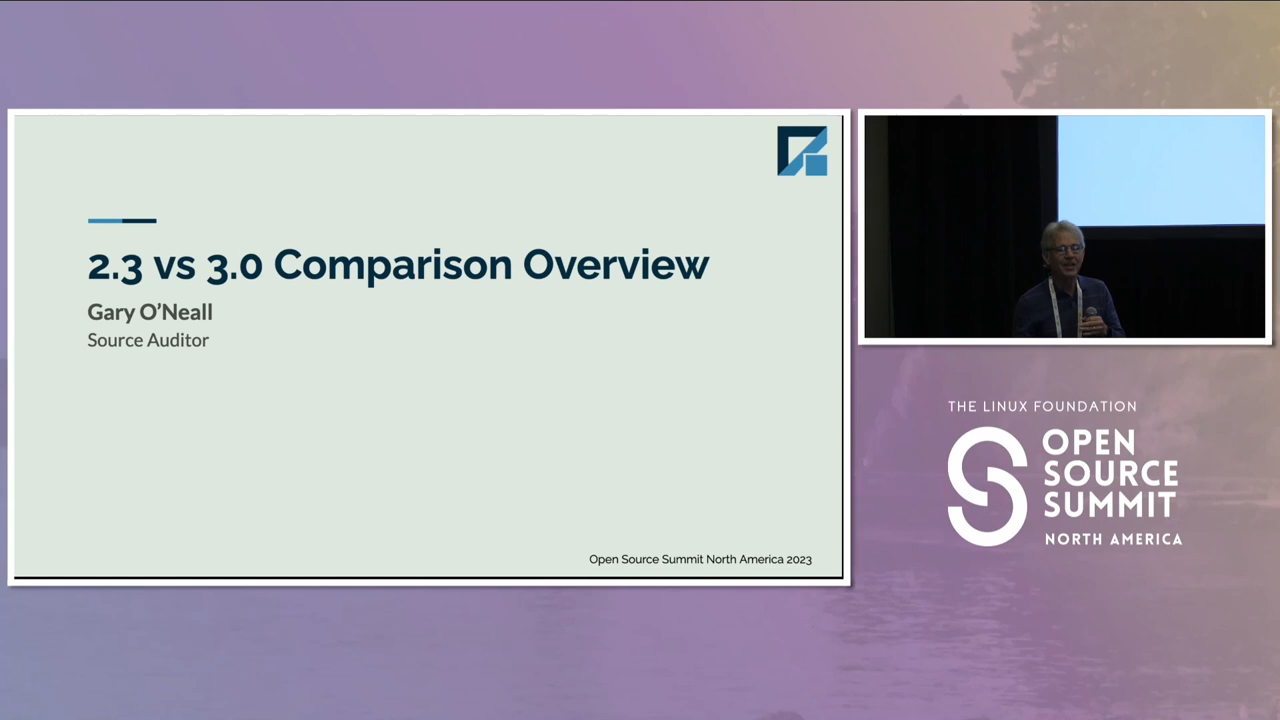 2.3 vs 3.0 Comparison Overview
Gary O’Neall
Source Auditor
Open Source Summit North America 2023
THE LINUX FOUNDATION
OPEN
SOURCE
SUMMIT
NORTH AMERICA